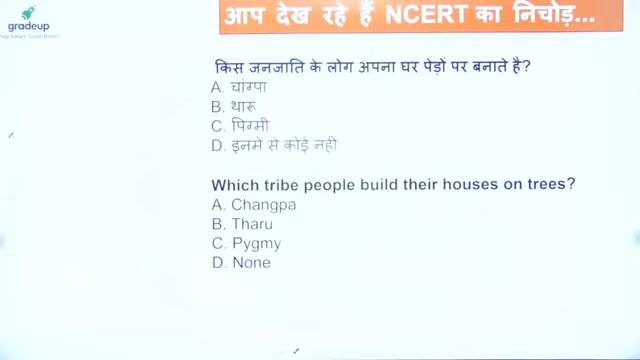 gradeup
आप देख रहे हैं NCERT का निचोड़...
किस जनजाति के लोग अपना घर पेड़ों पर बनाते है?
A. चांग्पा
B. थारू
C. पिग्मी
D. इनमे से कोई नहीं
Which tribe people build their houses on trees?
A. Changpa
B. Tharu
C. Pygmy
D. None